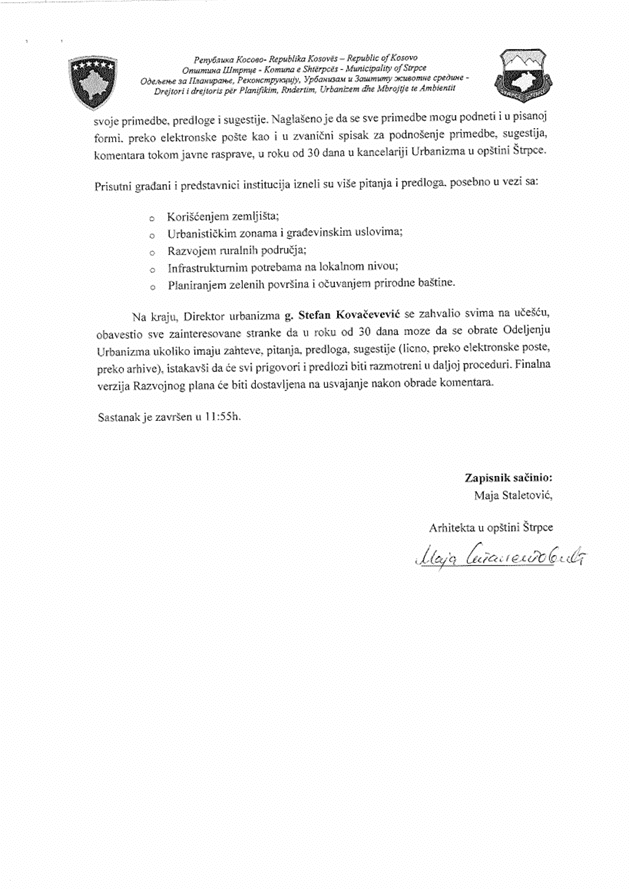 Република Косово- Republika Kosovës – Republic of Kosovo
Општина Штрпце - Komuna e Shtërpcës - Municipality of Strpce
Одељење за Планирање, Реконструкцију, Урбанизам и Заштиту животне средине -
Drejtori i drejtoris për Planifikim, Rndertim, Urbanizem dhe Mbrojtje te Ambientit
svoje primedbe, predloge i sugestije. Naglašeno je da se sve primedbe mogu podneti i u pisanoj
formi. preko elektronske pošte kao i u zvanični spisak za podnošenje primedbe, sugestija,
komentara tokom javne rasprave, u roku od 30 dana u kancelariji Urbanizma u opštini Štrpce.
Prisutni građani i predstavnici institucija izneli su više pitanja i predloga. posebno u vezi sa:
o Korišćenjem zemljišta;
o Urbanističkim zonama i građevinskim uslovima;
o Razvojem ruralnih područja;
o Infrastrukturnim potrebama na lokalnom nivou;
o Planiranjem zelenih površina i očuvanjem prirodne baštine.
Na kraju, Direktor urbanizma g. Stefan Kovačevević se zahvalio svima na učešću,
obavestio sve zainteresovane stranke da u roku od 30 dana moze da se obrate Odeljenju
Urbanizma ukoliko imaju zahteve, pitanja, predloga, sugestije (licno, preko elektronske poste,
preko arhive), istakavši da će svi prigovori i predlozi biti razmotreni u daljoj proceduri. Finalna
verzija Razvojnog plana će biti dostavljena na usvajanje nakon obrade komentara.
Sastanak je završen u 11:55h.
Zapisnik sačinio:
Maja Staletović,
Arhitekta u opštini Štrpce